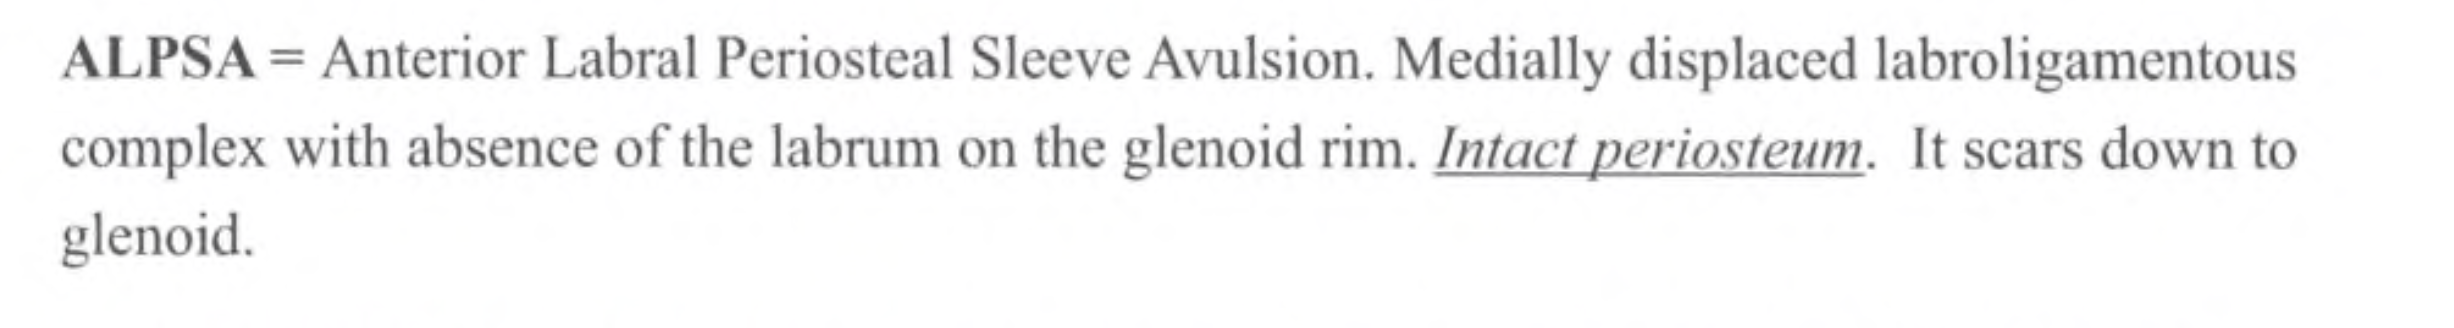 ALPSA = Anterior Labral Periosteal Sleeve Avulsion. Medially displaced labroligamentous
complex with absence of the labrum on the glenoid rim. Intact periosteum.  It scars down to
glenoid.